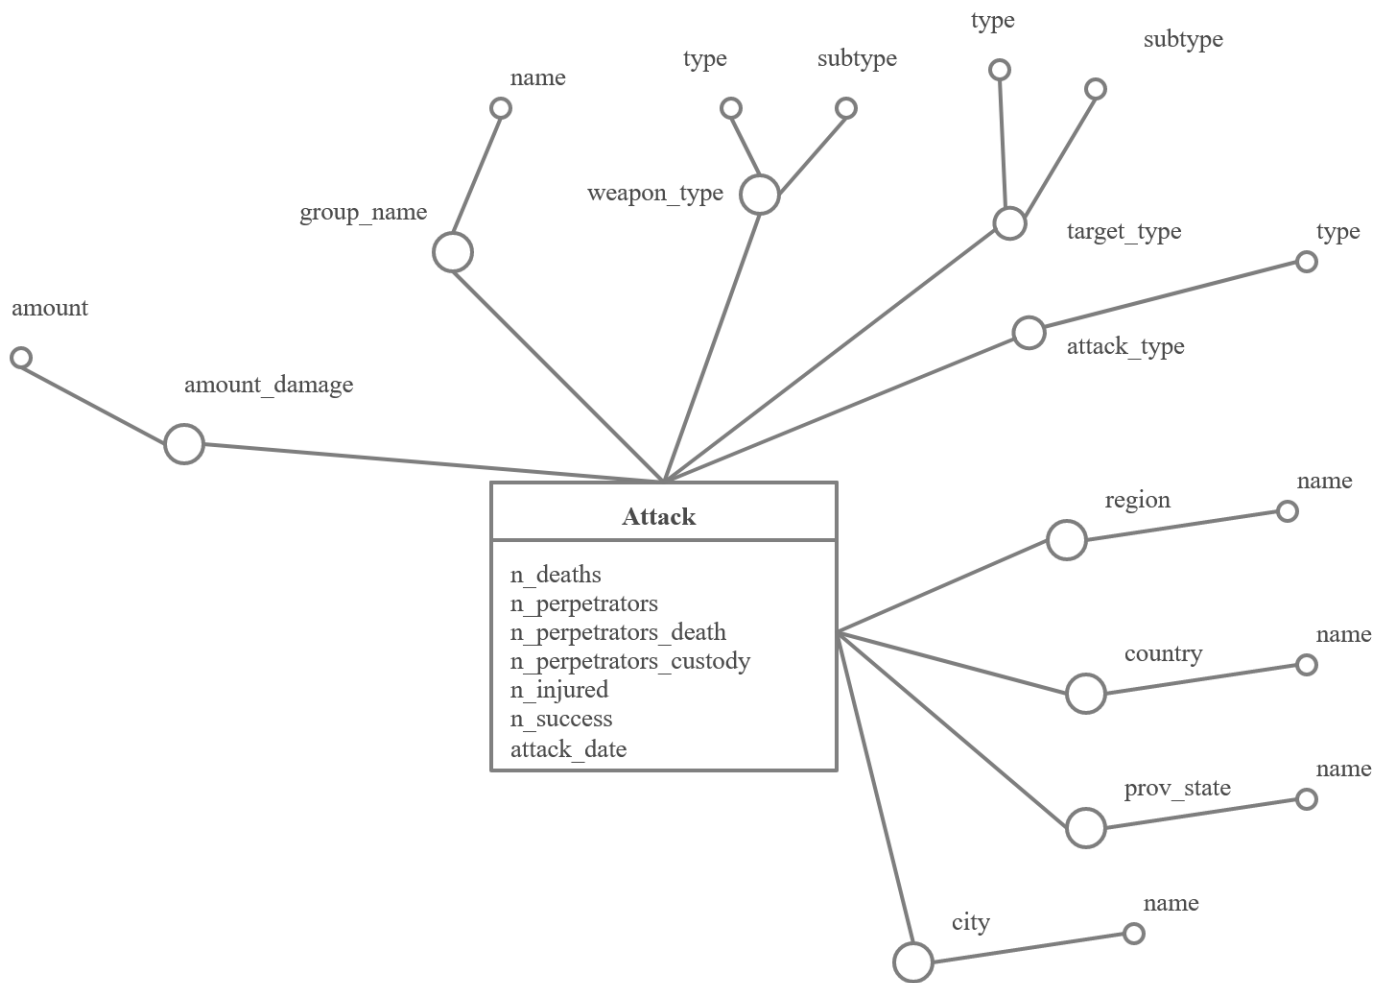 type
type
subtype
subtype
name
weapon_type
group_name
target_type
type
amount
attack_type
amount_damage
Attack
n_deaths
n_perpetrators
n_perpetrators_death
n_perpetrators_custody
n_injured
n_success
attack_date
region
name
country
name
prov_state
name
city
name